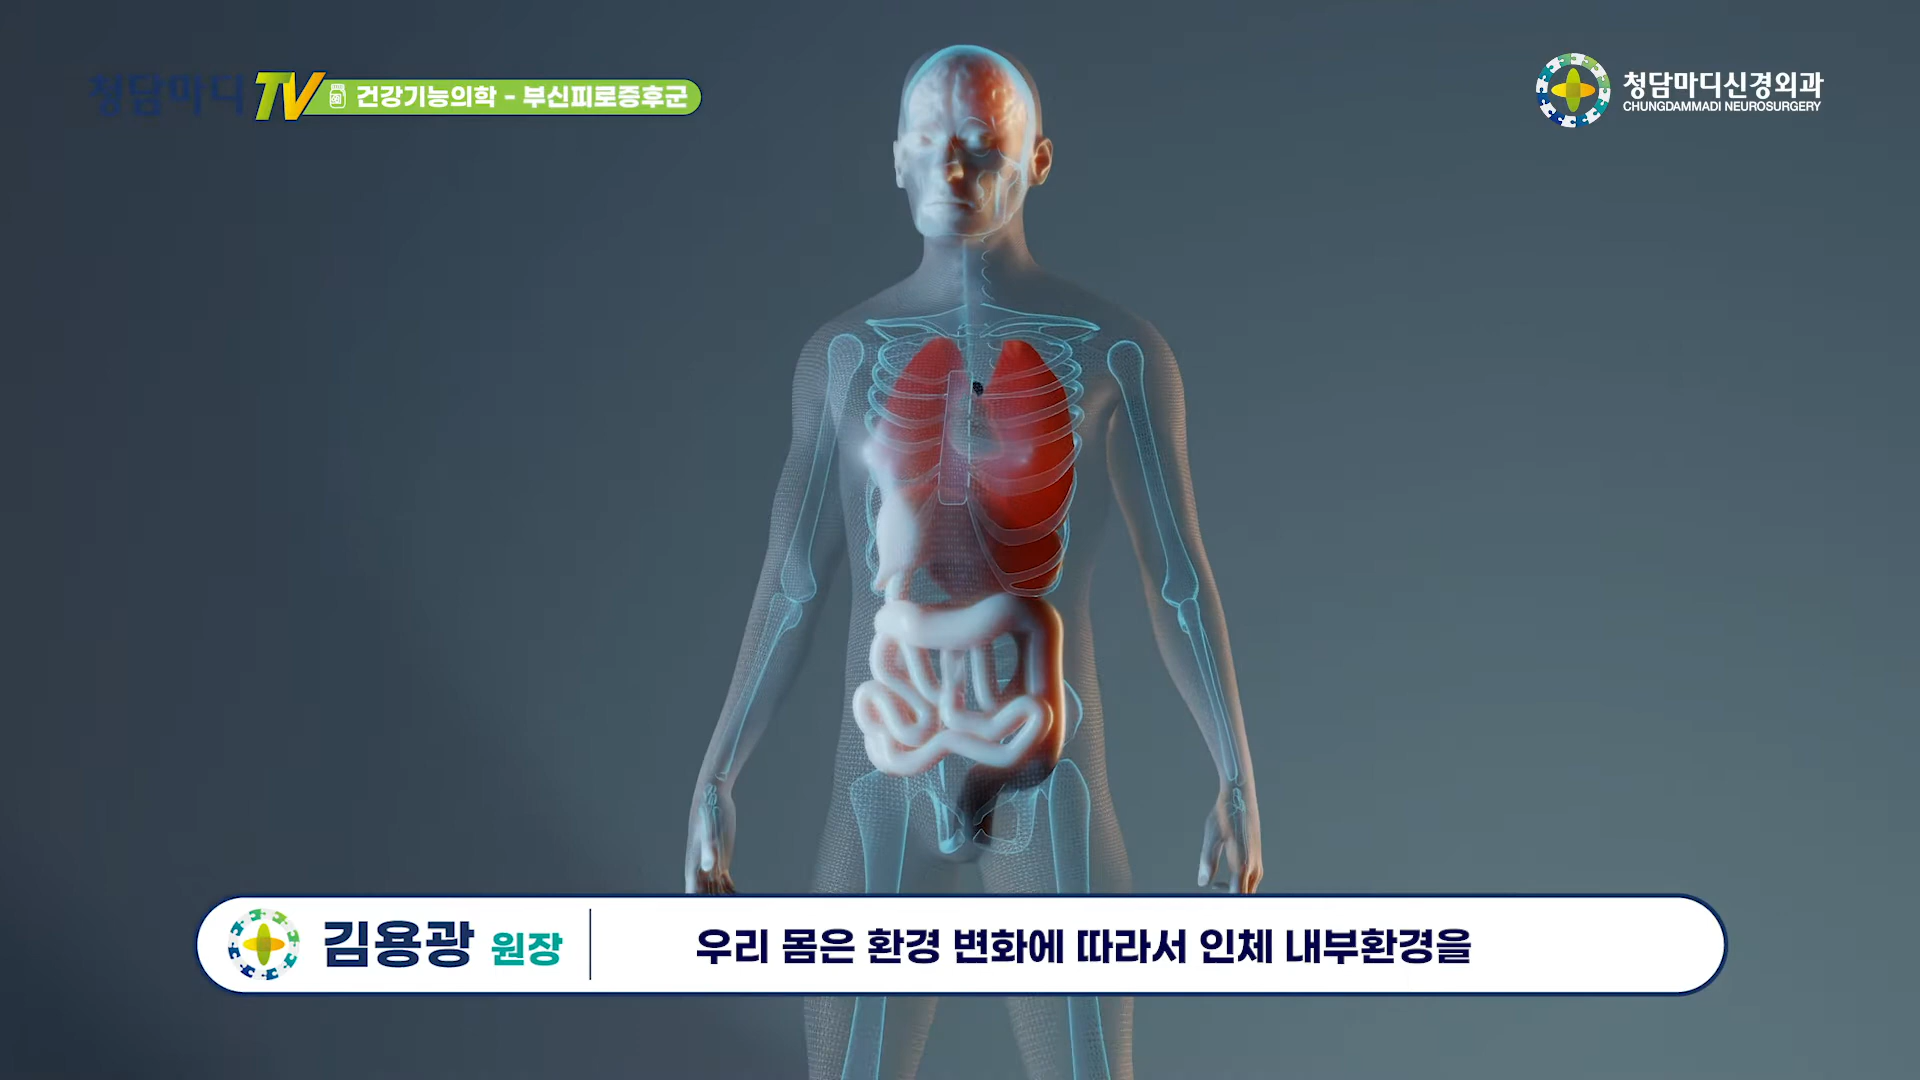 청담마디 TV 건강기능의학 - 부신피로증후군
청담마디신경외과
CHUNGDAMMADI NEUROSURGERY
김용광 원장
우리 몸은 환경 변화에 따라서 인체 내부환경을